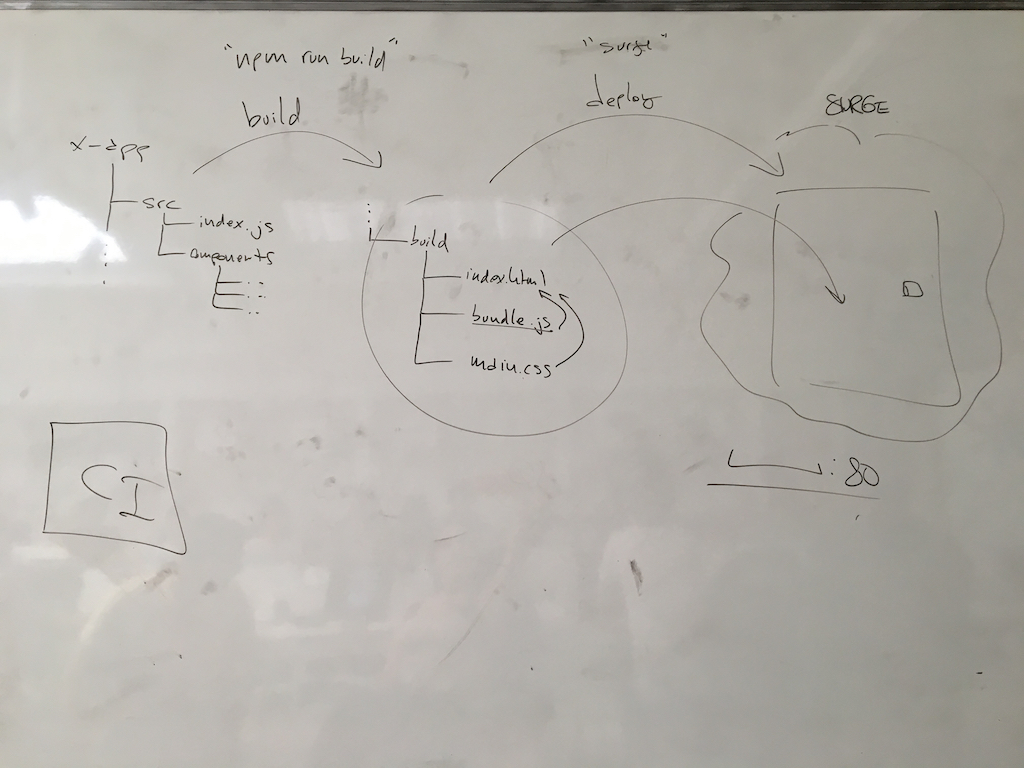 "npm run build"
build
"surge"
deploy
SURGE
x-app
src
index.js
components
build
index.html
bundle.js
main.css
:80
CI